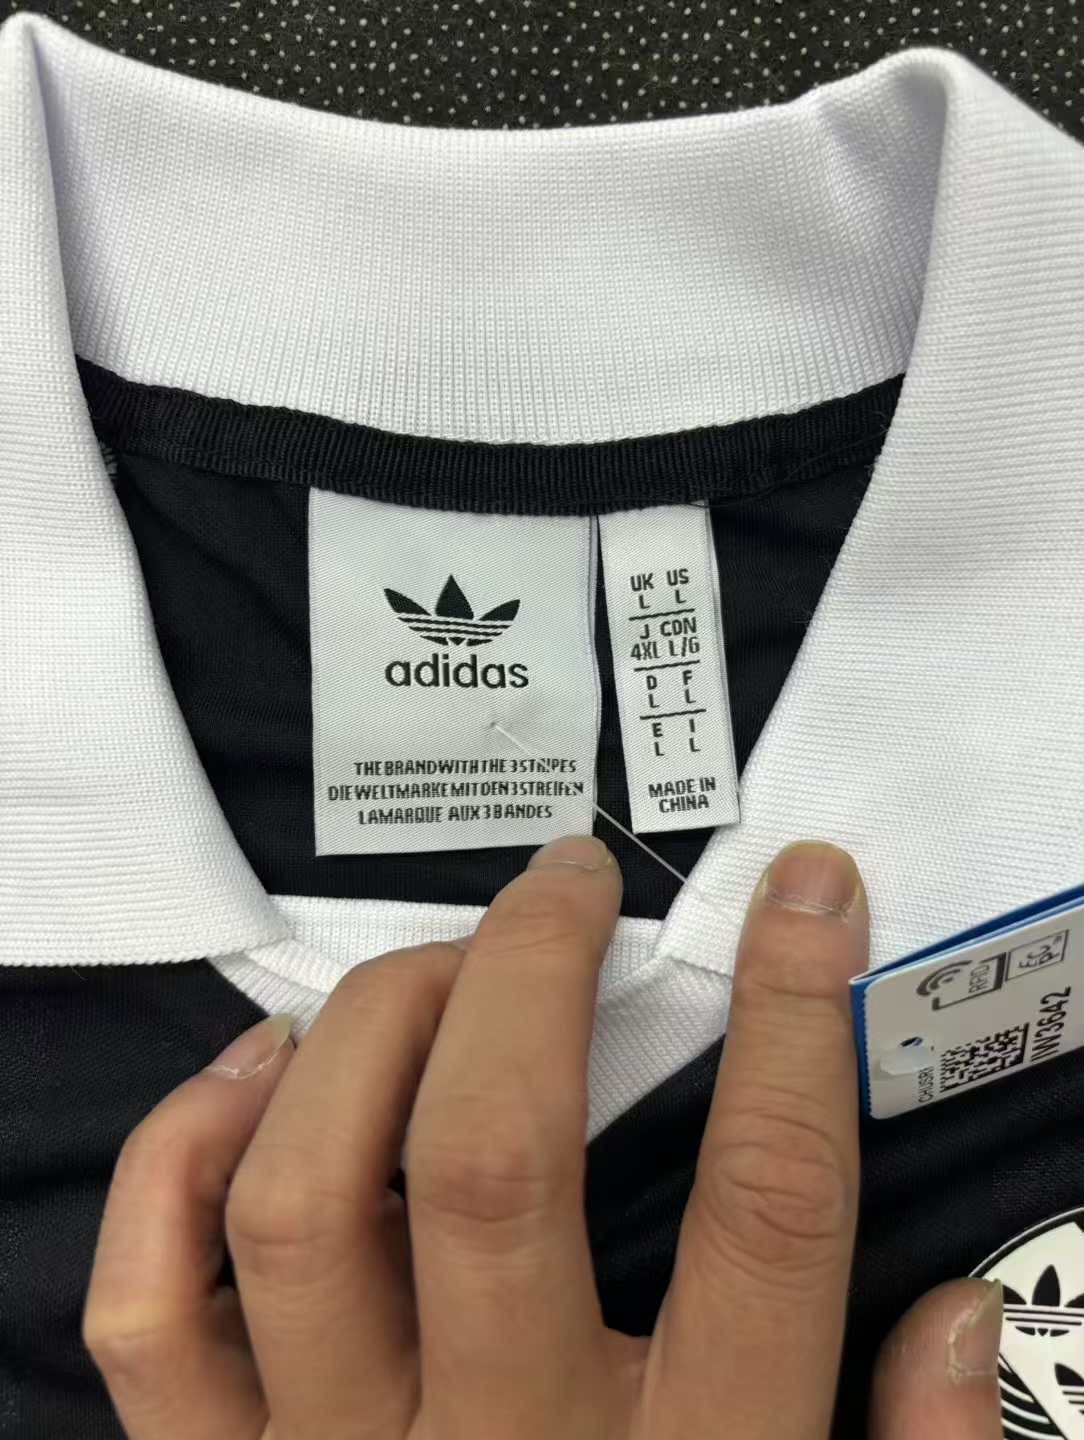 adidas
THE BRAND WITH THE 3 STRIPES
DIE WELTMARKE MIT DEN 3 STREIFEN
LA MARQUE AUX 3 BANDES
UK US
L L
J CDN
4XL L/G
D F
L L
E I
L L
MADE IN
CHINA
RFID
IW3642